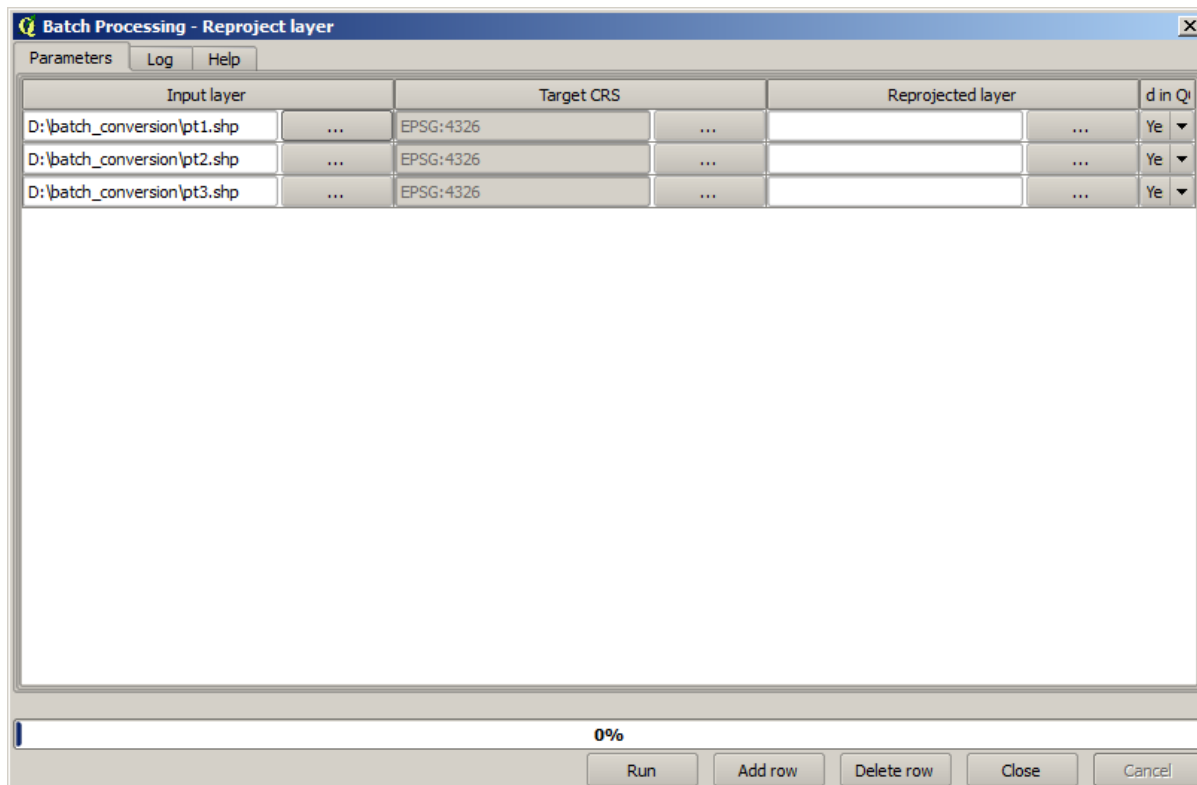 Batch Processing - Reproject layer
Parameters Log Help
Input layer Target CRS Reprojected layer d in Q
D:\batch_conversion\pt1.shp ... EPSG:4326 ... ... Ye
D:\batch_conversion\pt2.shp ... EPSG:4326 ... ... Ye
D:\batch_conversion\pt3.shp ... EPSG:4326 ... ... Ye
0%
Run Add row Delete row Close Cancel